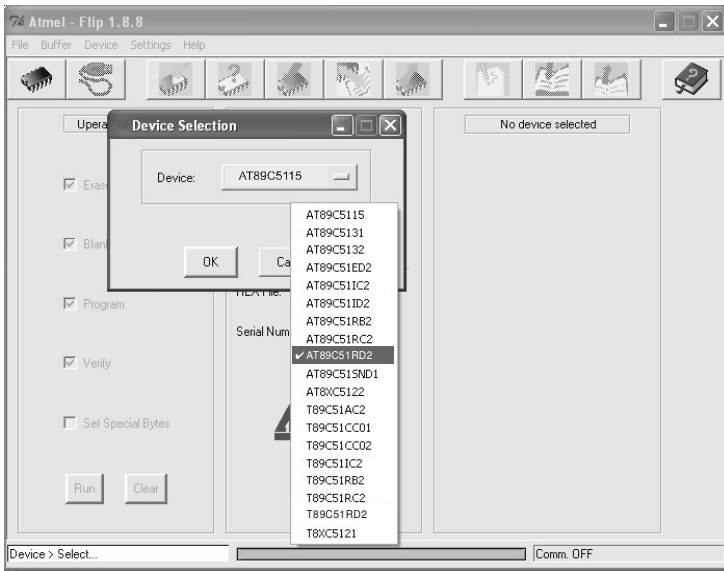 Atmel - Flip 1.8.8
File Buffer Device Settings Help
Device Selection
No device selected
Device: AT89C5115
OK
Program
Verify
Set Special Bytes
Run Clear
AT89C5115
AT89C5131
AT89C5132
AT89C51ED2
AT89C51IC2
AT89C51ID2
AT89C51RB2
AT89C51RC2
AT89C51RD2
AT89C51SND1
AT8XC5122
T89C51AC2
T89C51CC01
T89C51CC02
T89C51IC2
T89C51RB2
T89C51RC2
T89C51RD2
T8XC5121
Device > Select...
Comm. OFF